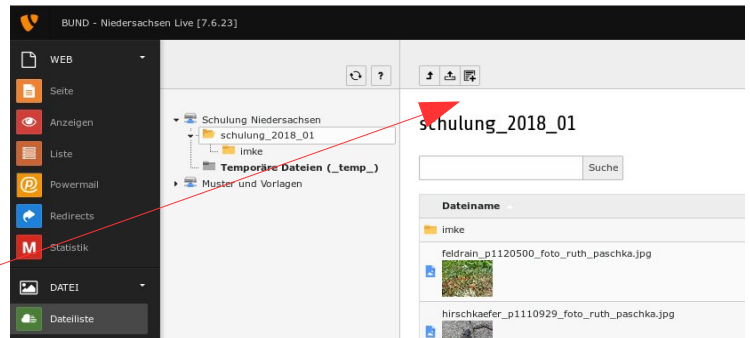 BUND - Niedersachsen Live [7.6.23]
WEB
Seite
Anzeigen
Liste
Powermail
Redirects
Statistik
DATEI
Dateiliste
?
Schulung Niedersachsen
schulung_2018_01
imke
Temporäre Dateien (_temp_)
Muster und Vorlagen
schulung_2018_01
Suche
Dateiname
imke
feldrain_p1120500_foto_ruth_paschka.jpg
hirschkaefer_p1110929_foto_ruth_paschka.jpg